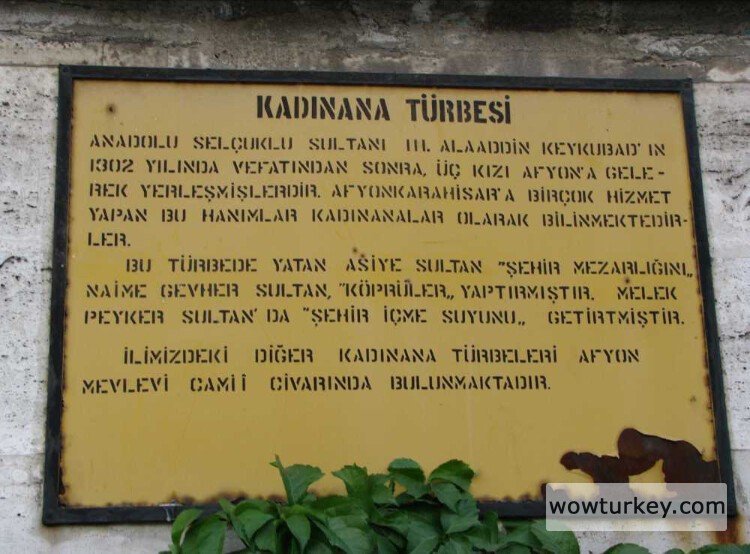 KADINANA TÜRBESİ
ANADOLU SELÇUKLU SULTANI III. ALAADDİN KEYKUBAD'IN
1302 YILINDA VEFATINDAN SONRA, ÜÇ KIZI AFYON'A GELE-
REK YERLEŞMİŞLERDİR. AFYONKARAHİSAR'A BİRÇOK HİZMET
YAPAN BU HANIMLAR KADINANALAR OLARAK BİLİNMEKTEDİR-
LER.
BU TÜRBEDE YATAN ASİYE SULTAN "ŞEHİR MEZARLIĞINI„
NAİME GEVHER SULTAN, "KÖPRÜLER„ YAPTIRMIŞTIR. MELEK
PEYKER SULTAN'DA "ŞEHİR İÇME SUYUNU„ GETİRTMİŞTİR.
İLİMİZDEKİ DİĞER KADINANA TÜRBELERİ AFYON
MEVLEVİ CAMİİ CİVARINDA BULUNMAKTADIR.
wowturkey.com